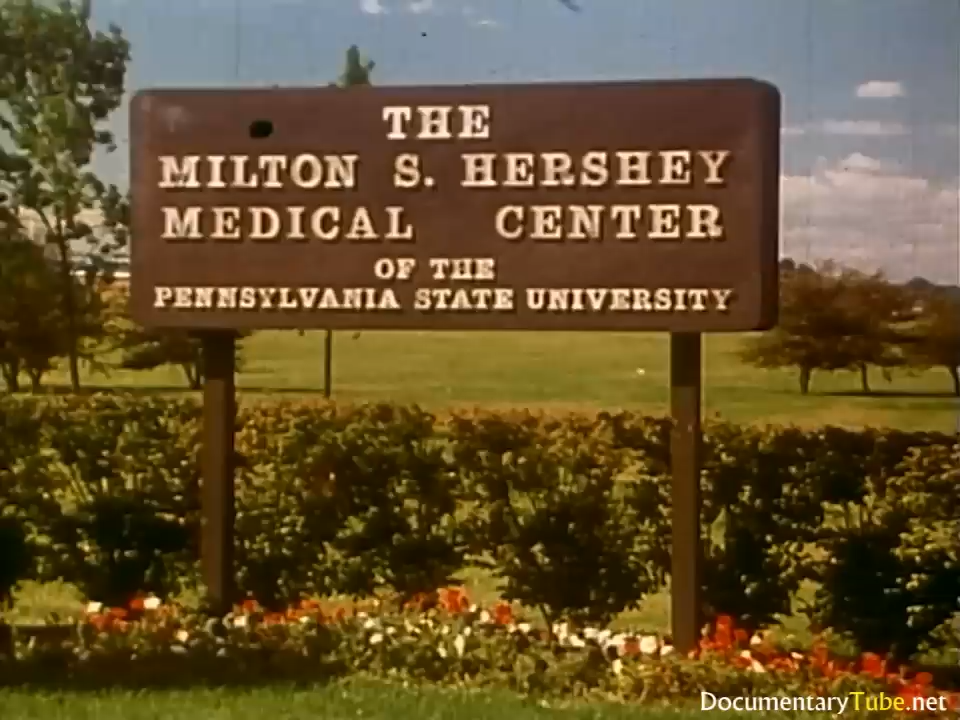 THE
MILTON S. HERSHEY
MEDICAL CENTER
OF THE
PENNSYLVANIA STATE UNIVERSITY
DocumentaryTube.net